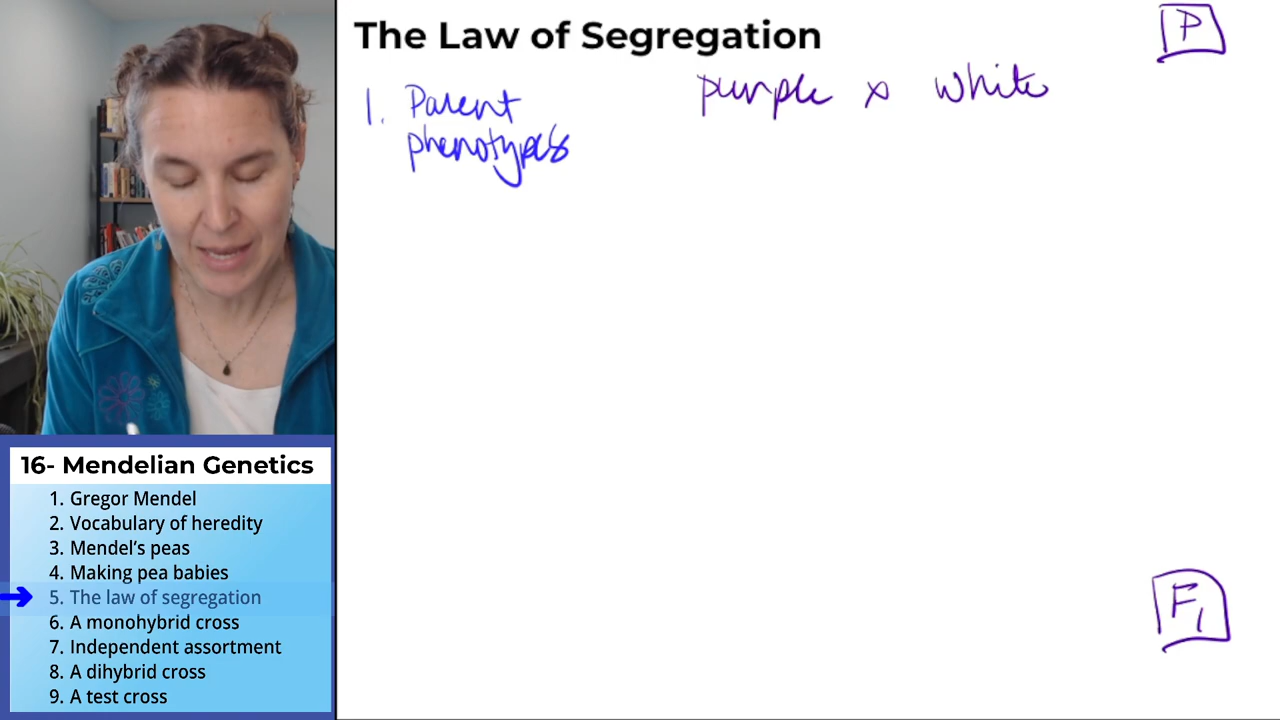 The Law of Segregation
P
purple x white
1. Parent
phenotypes
F1
16- Mendelian Genetics
1. Gregor Mendel
2. Vocabulary of heredity
3. Mendel's peas
4. Making pea babies
5. The law of segregation
6. A monohybrid cross
7. Independent assortment
8. A dihybrid cross
9. A test cross